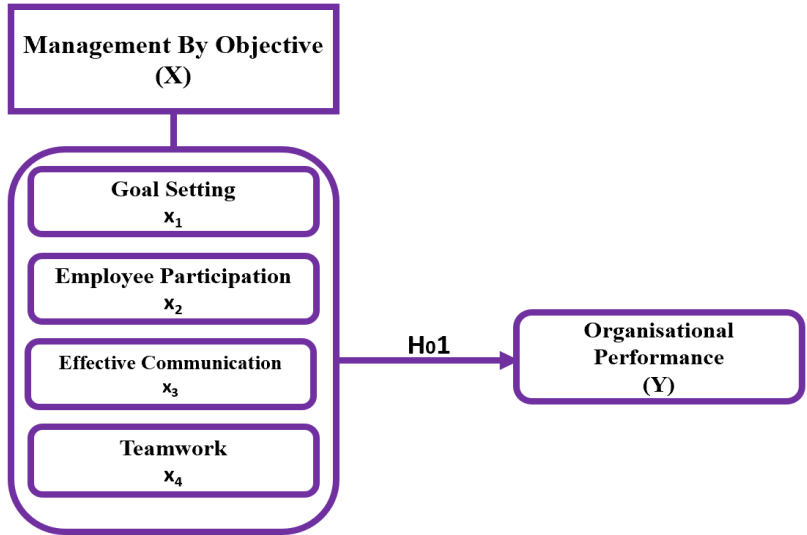 Management By Objective
(X)
Goal Setting
x₁
Employee Participation
x₂
Effective Communication
x₃
Teamwork
x₄
H₀1
Organisational
Performance
(Y)